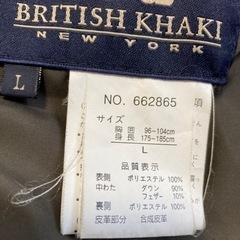 BRITISH KHAKI
NEW YORK
L
NO. 662865
サイズ
胸囲 96-104cm
身長 175-185cm
L
品質表示
表側 ポリエステル 100%
中わた ダウン 90%
フェザー 10%
裏側 ポリエステル 100%
皮革部分 合成皮革